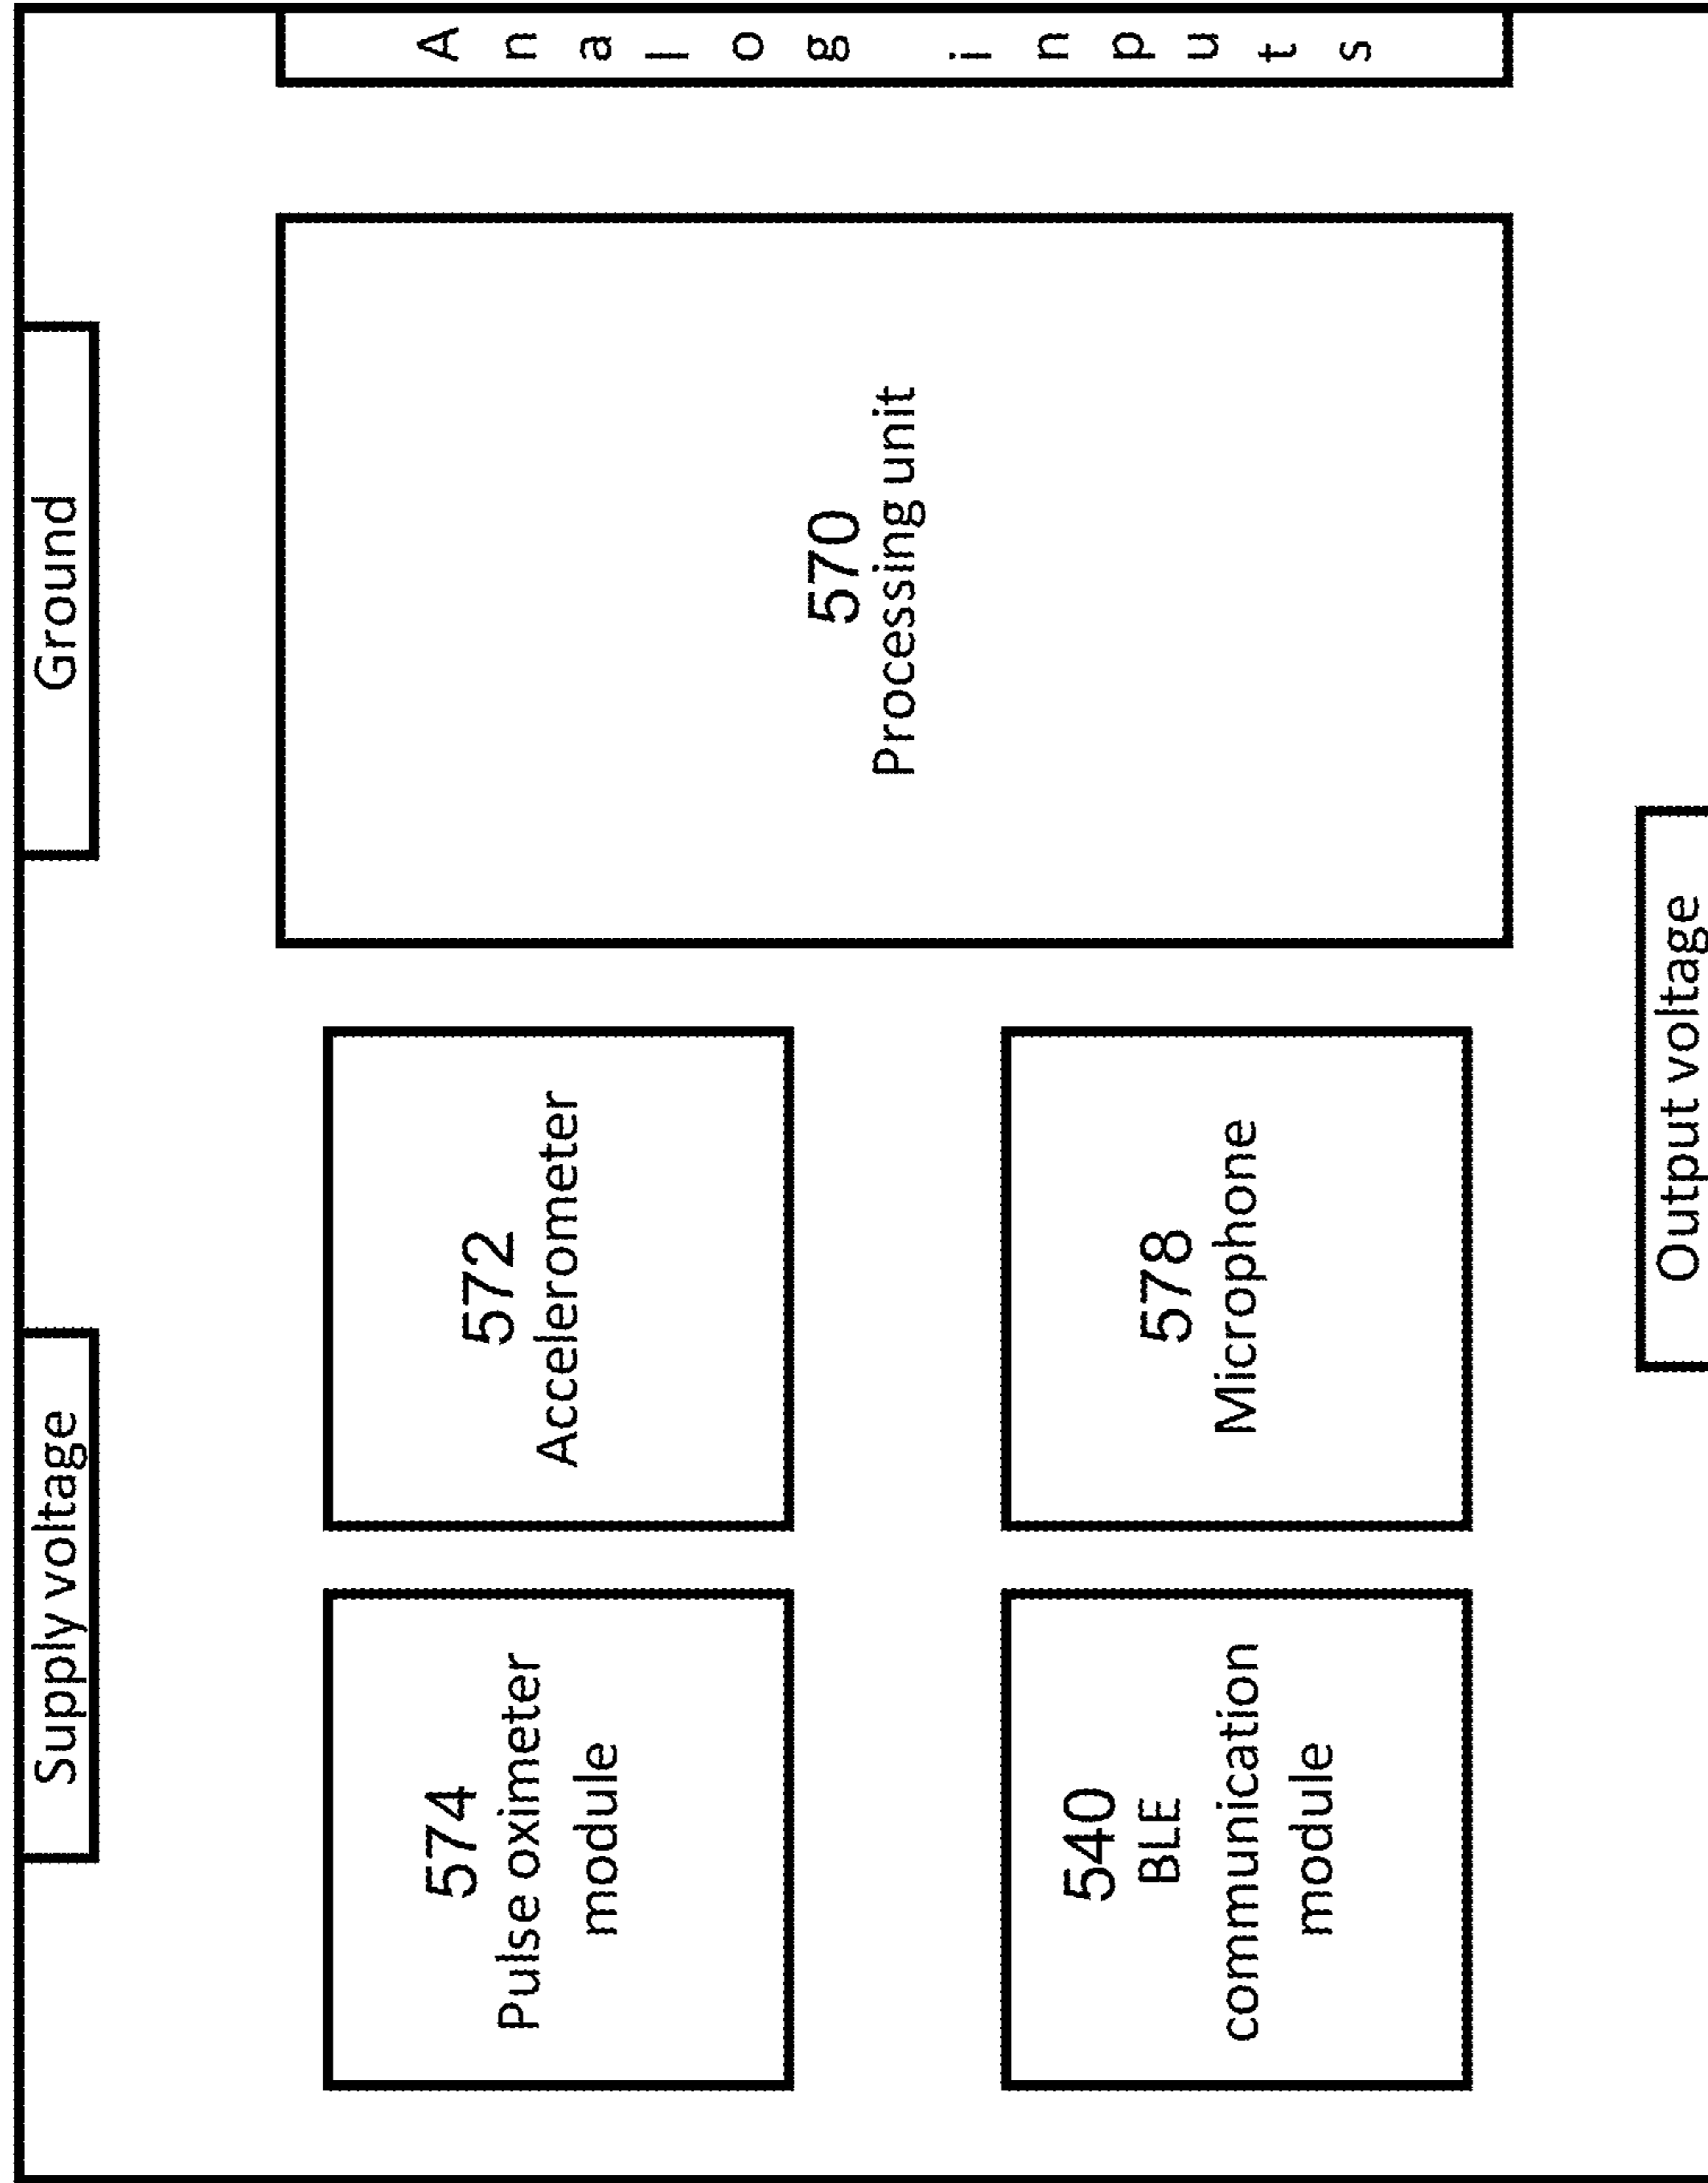 Supply voltage
Ground
574
Pulse oximeter
module
572
Accelerometer
570
Processing unit
Analog inputs
540
BLE
communication
module
578
Microphone
Output voltage